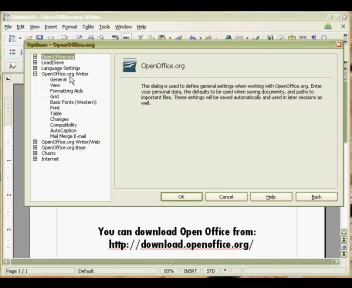 Untitled1 - OpenOffice.org Writer
File Edit View Insert Format Table Tools Window Help
Options - OpenOffice.org
OpenOffice.org
Load/Save
Language Settings
OpenOffice.org Writer
General
View
Formatting Aids
Grid
Basic Fonts (Western)
Print
Table
Changes
Compatibility
AutoCaption
Mail Merge E-mail
OpenOffice.org Writer/Web
OpenOffice.org Base
Charts
Internet
OpenOffice.org
This dialog is used to define general settings when working with OpenOffice.org. Enter
your personal data, the defaults to be used when saving documents, and paths to
important files. These settings will be saved automatically and used in later sessions as
well.
OK Cancel Help Back
You can download Open Office from:
http://download.openoffice.org/
Page 1 / 1 Default 83% INSRT STD